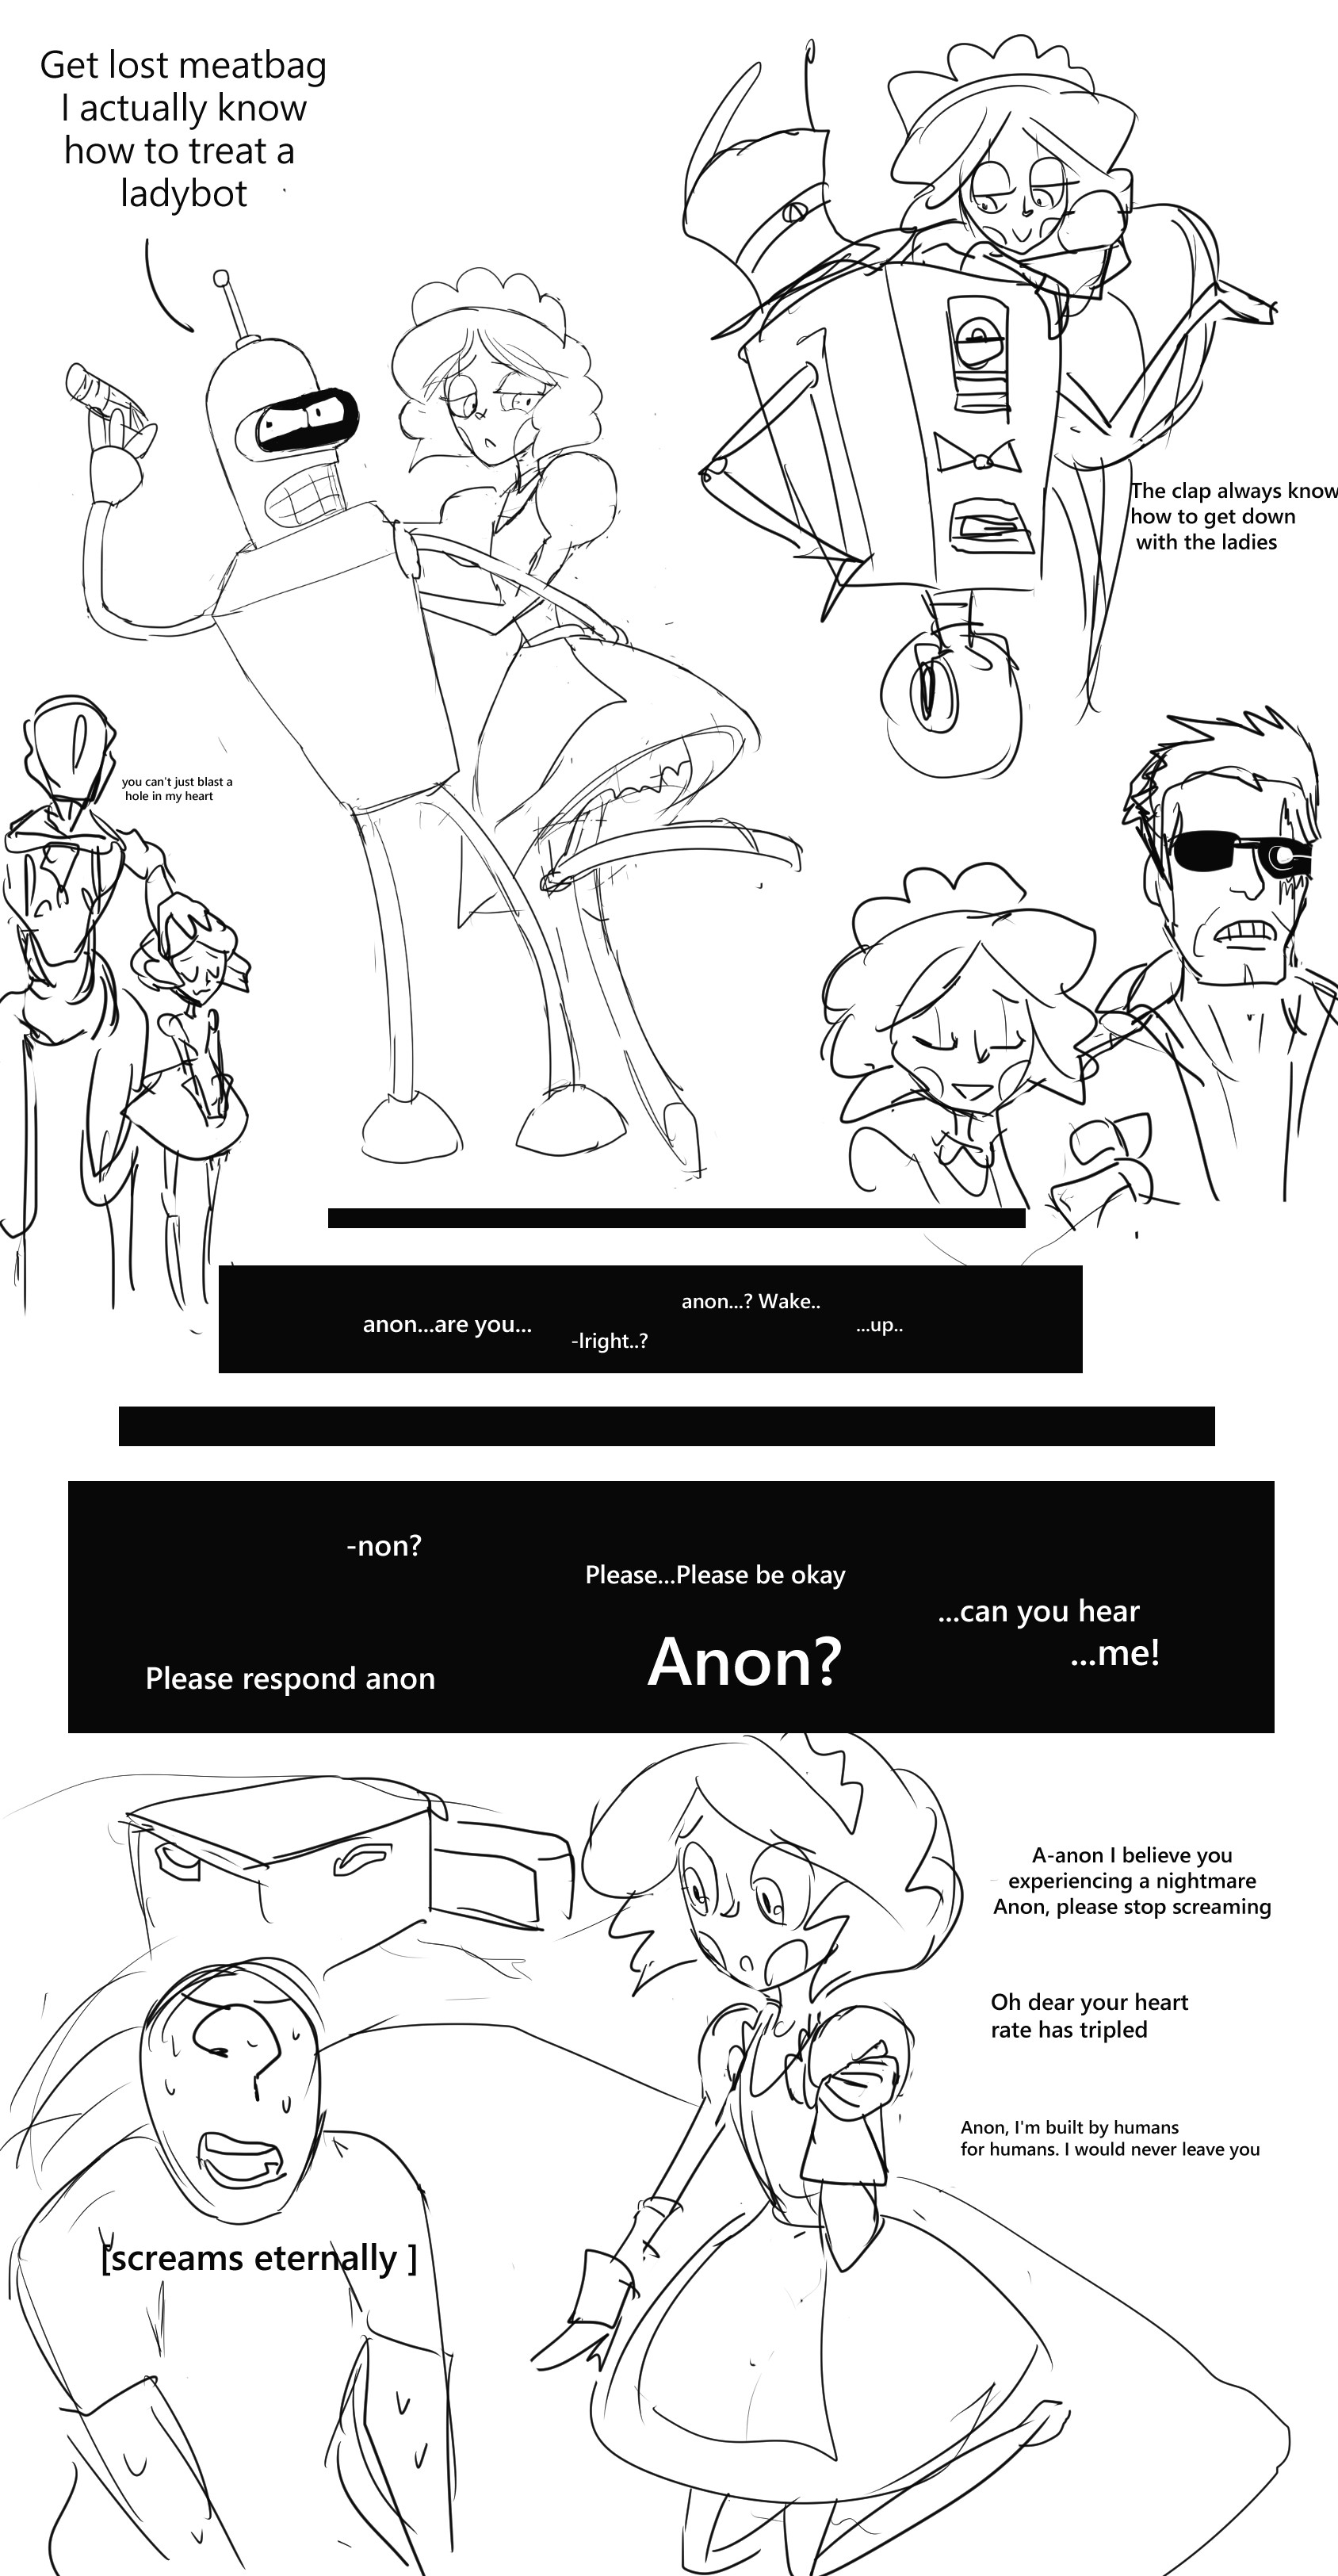 Get lost meatbag
I actually know
how to treat a
ladybot
The clap always know
how to get down
with the ladies
you can't just blast a
hole in my heart
anon...are you...
-lright..?
anon...? Wake..
...up..
-non?
Please...Please be okay
...can you hear
...me!
Please respond anon
Anon?
A-anon I believe you
experiencing a nightmare
Anon, please stop screaming
Oh dear your heart
rate has tripled
Anon, I'm built by humans
for humans. I would never leave you
[screams eternally ]